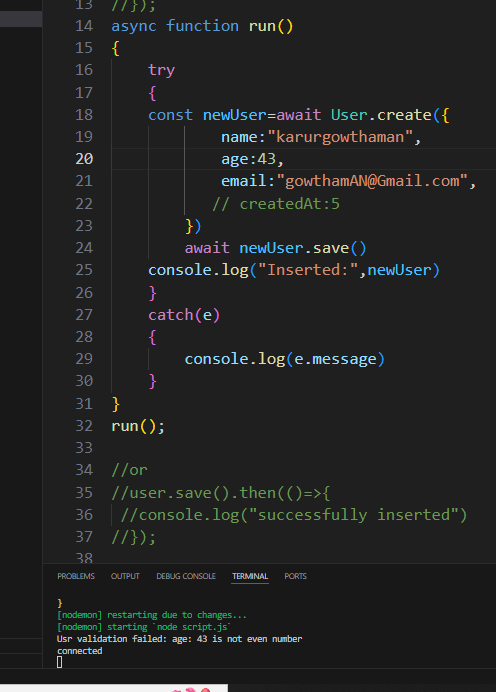 13 //});
14 async function run()
15 {
16 try
17 {
18 const newUser=await User.create({
19 name:"karurgowthaman",
20 age:43,
21 email:"gowthamAN@Gmail.com",
22 // createdAt:5
23 })
24 await newUser.save()
25 console.log("Inserted:",newUser)
26 }
27 catch(e)
28 {
29 console.log(e.message)
30 }
31 }
32 run();
33
34 //or
35 //user.save().then(()=>{
36 //console.log("successfully inserted")
37 //});
38
PROBLEMS OUTPUT DEBUG CONSOLE TERMINAL PORTS
}
[nodemon] restarting due to changes...
[nodemon] starting `node script.js`
Usr validation failed: age: 43 is not even number
connected